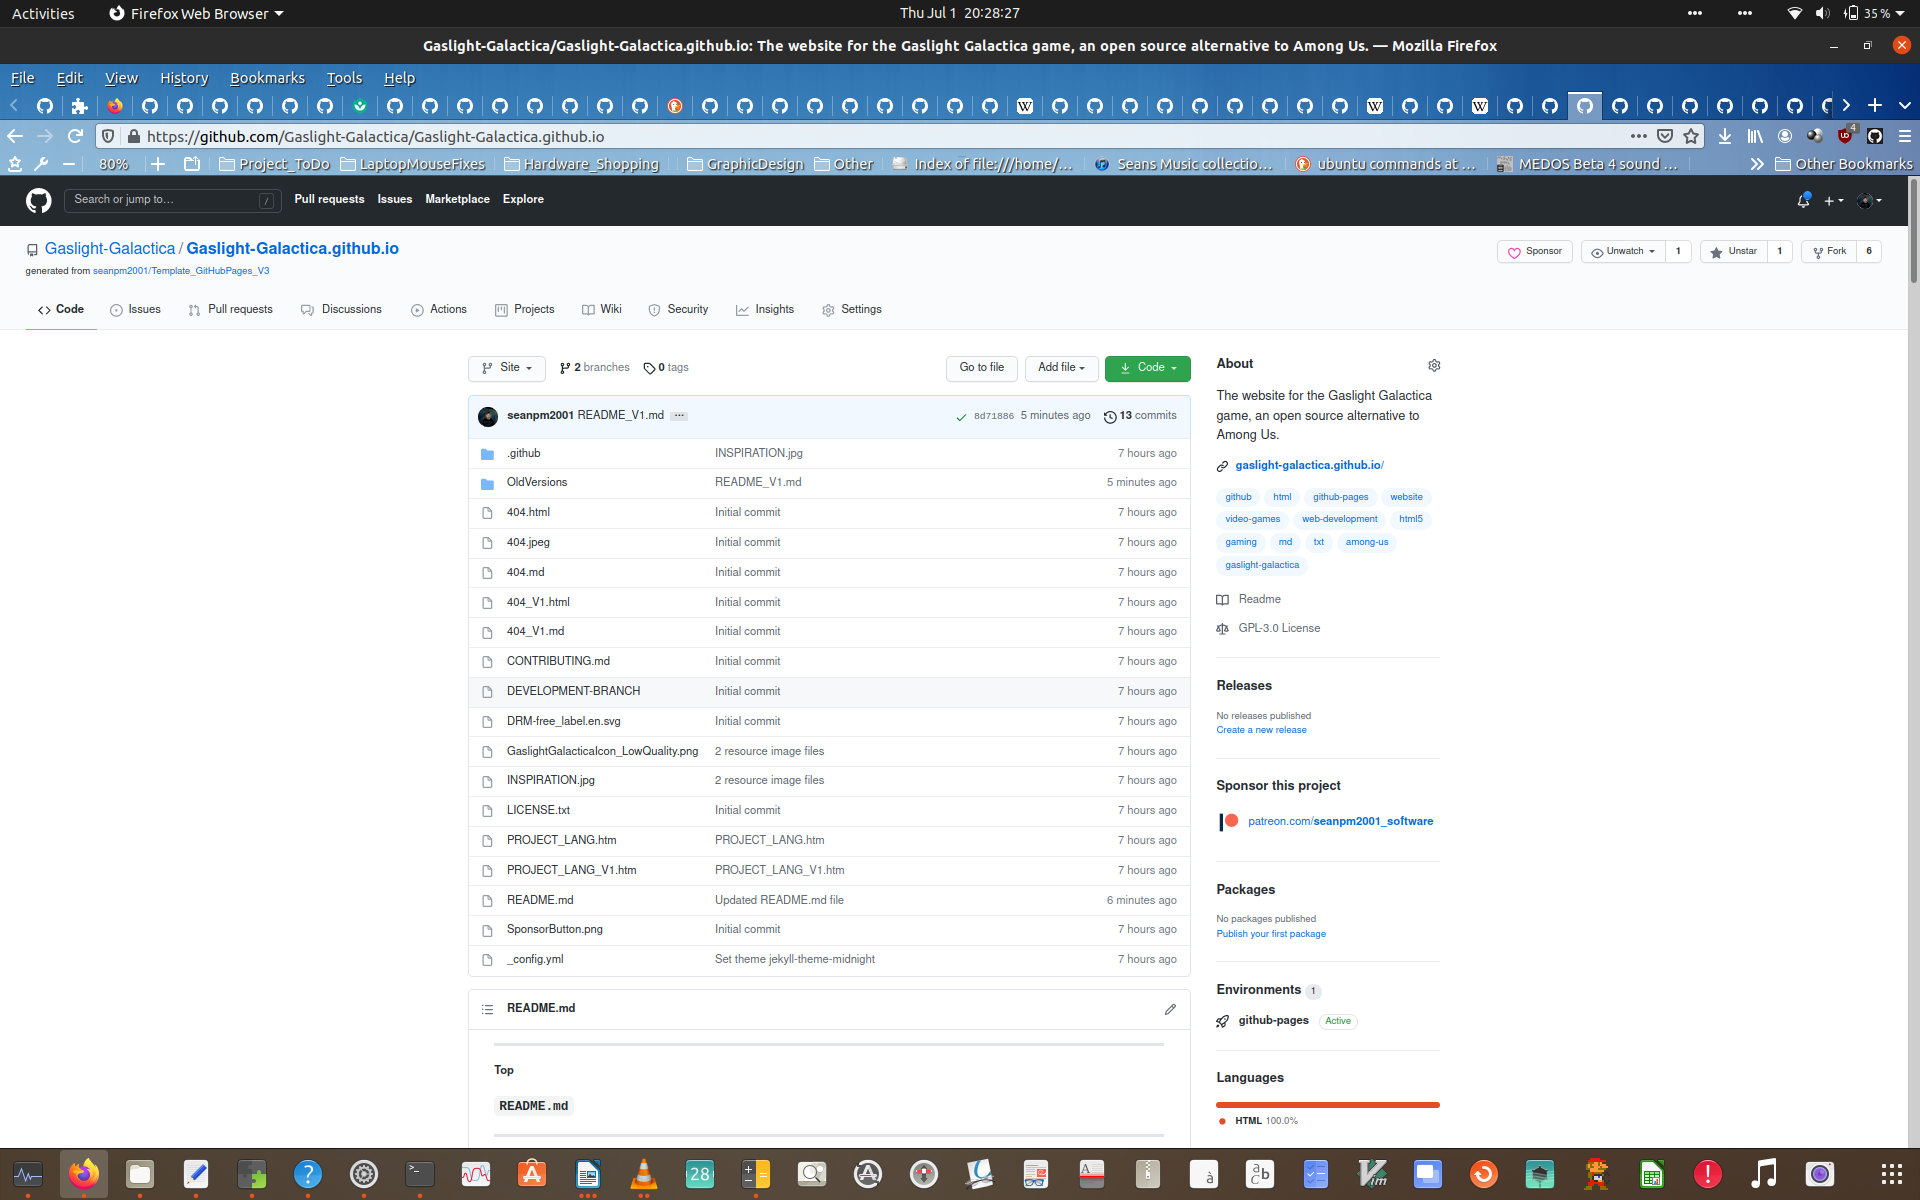 Activities Firefox Web Browser Thu Jul 1 20:28:27 35 %
Gaslight-Galactica/Gaslight-Galactica.github.io: The website for the Gaslight Galactica game, an open source alternative to Among Us. — Mozilla Firefox
File Edit View History Bookmarks Tools Help
https://github.com/Gaslight-Galactica/Gaslight-Galactica.github.io 4
80% Project_ToDo LaptopMouseFixes Hardware_Shopping GraphicDesign Other Index of file:///home/... Seans Music collectio... ubuntu commands at ... MEDOS Beta 4 sound ... Other Bookmarks
Search or jump to... / Pull requests Issues Marketplace Explore
Gaslight-Galactica / Gaslight-Galactica.github.io Sponsor Unwatch 1 Unstar 1 Fork 6
generated from seanpm2001/Template_GitHubPages_V3
Code Issues Pull requests Discussions Actions Projects Wiki Security Insights Settings
Site 2 branches 0 tags Go to file Add file Code
seanpm2001 README_V1.md ... 8d71886 5 minutes ago 13 commits
.github INSPIRATION.jpg 7 hours ago
OldVersions README_V1.md 5 minutes ago
404.html Initial commit 7 hours ago
404.jpeg Initial commit 7 hours ago
404.md Initial commit 7 hours ago
404_V1.html Initial commit 7 hours ago
404_V1.md Initial commit 7 hours ago
CONTRIBUTING.md Initial commit 7 hours ago
DEVELOPMENT-BRANCH Initial commit 7 hours ago
DRM-free_label.en.svg Initial commit 7 hours ago
GaslightGalacticaIcon_LowQuality.png 2 resource image files 7 hours ago
INSPIRATION.jpg 2 resource image files 7 hours ago
LICENSE.txt Initial commit 7 hours ago
PROJECT_LANG.htm PROJECT_LANG.htm 7 hours ago
PROJECT_LANG_V1.htm PROJECT_LANG_V1.htm 7 hours ago
README.md Updated README.md file 6 minutes ago
SponsorButton.png Initial commit 7 hours ago
_config.yml Set theme jekyll-theme-midnight 7 hours ago
README.md
Top
README.md
About
The website for the Gaslight Galactica
game, an open source alternative to
Among Us.
gaslight-galactica.github.io/
github html github-pages website
video-games web-development html5
gaming md txt among-us
gaslight-galactica
Readme
GPL-3.0 License
Releases
No releases published
Create a new release
Sponsor this project
patreon.com/seanpm2001_software
Packages
No packages published
Publish your first package
Environments 1
github-pages Active
Languages
HTML 100.0%
28